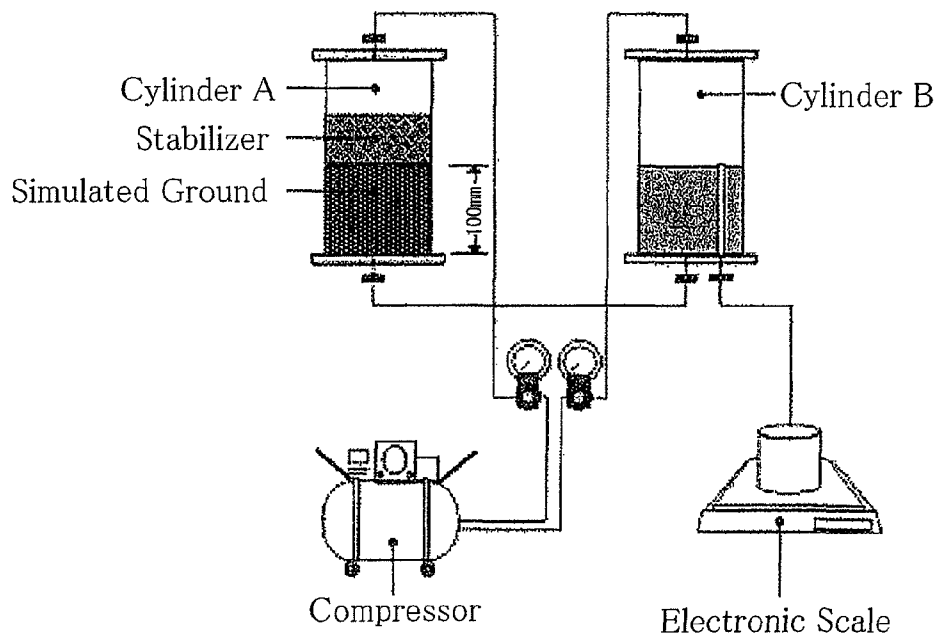 Cylinder A
Stabilizer
Simulated Ground
100mm
Cylinder B
Compressor
Electronic Scale